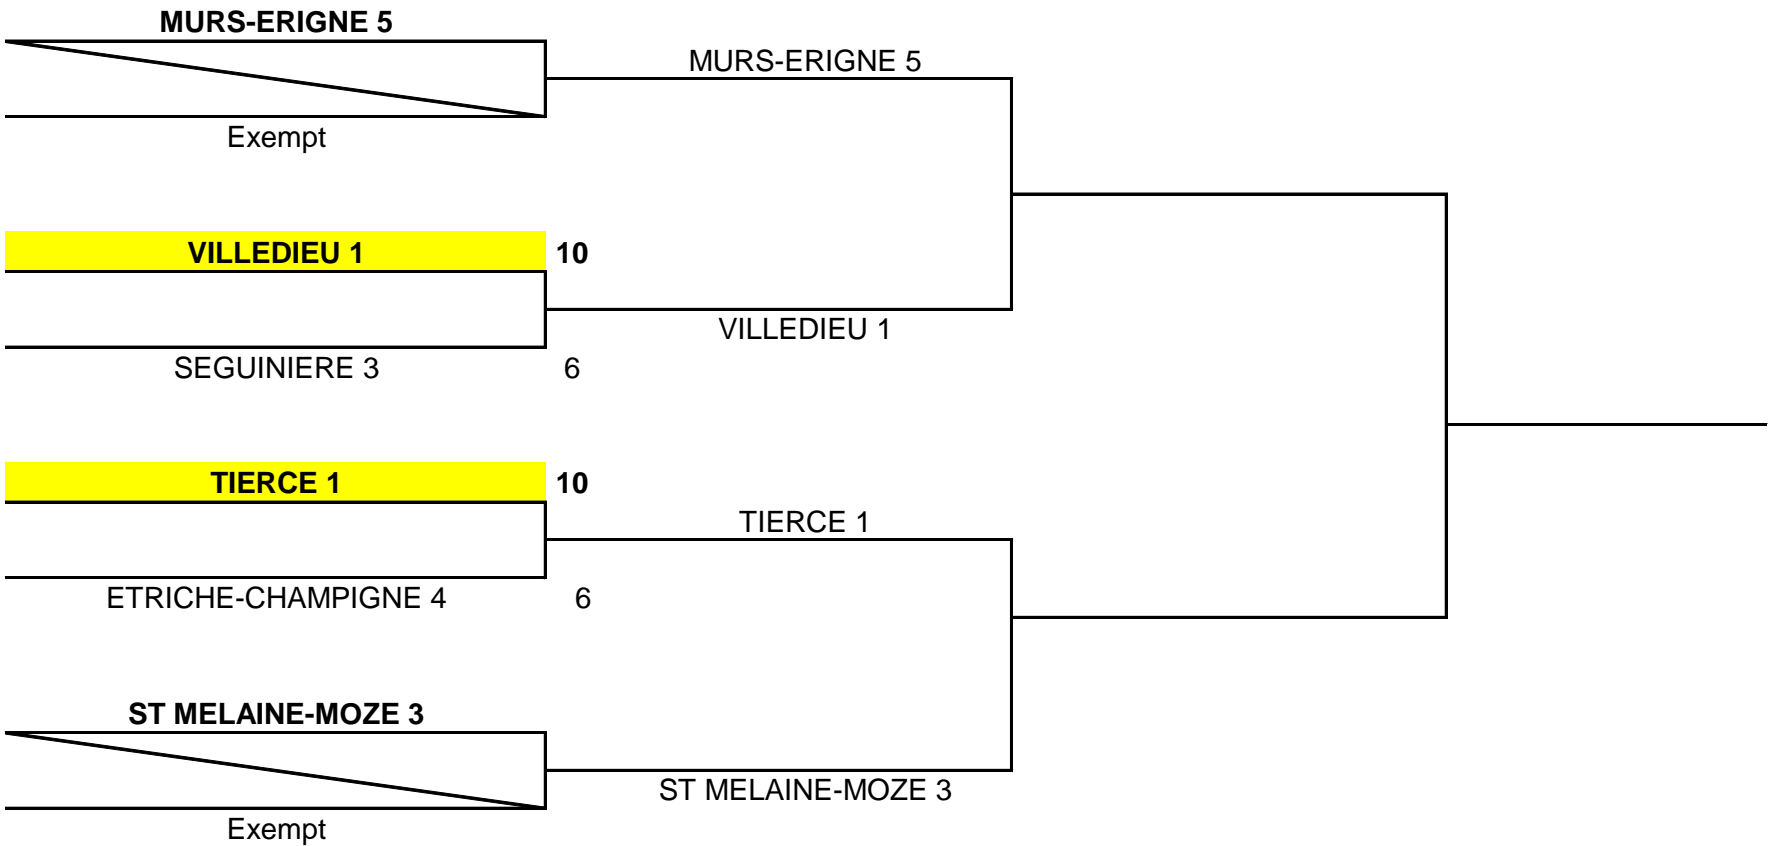 MURS-ERIGNE 5
MURS-ERIGNE 5
Exempt
VILLEDIEU 1 10
VILLEDIEU 1
SEGUINIERE 3 6
TIERCE 1 10
TIERCE 1
ETRICHE-CHAMPIGNE 4 6
ST MELAINE-MOZE 3
ST MELAINE-MOZE 3
Exempt